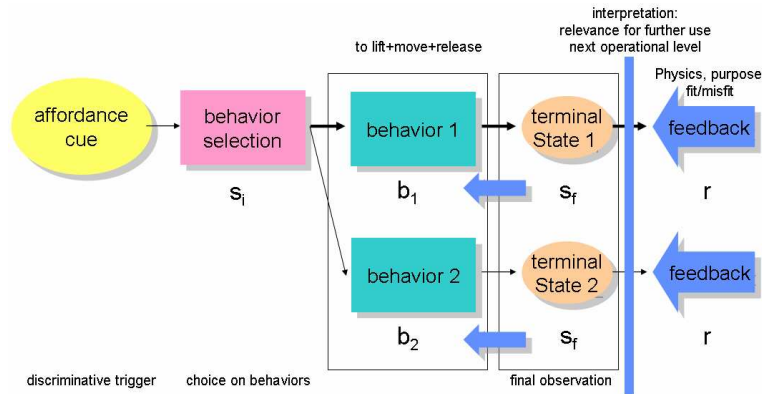 interpretation:
relevance for further use
next operational level
to lift+move+release
Physics, purpose
fit/misfit
affordance
cue
behavior
selection
behavior 1
terminal
State 1
feedback
si
b1
sf
r
behavior 2
terminal
State 2
feedback
b2
sf
r
discriminative trigger
choice on behaviors
final observation